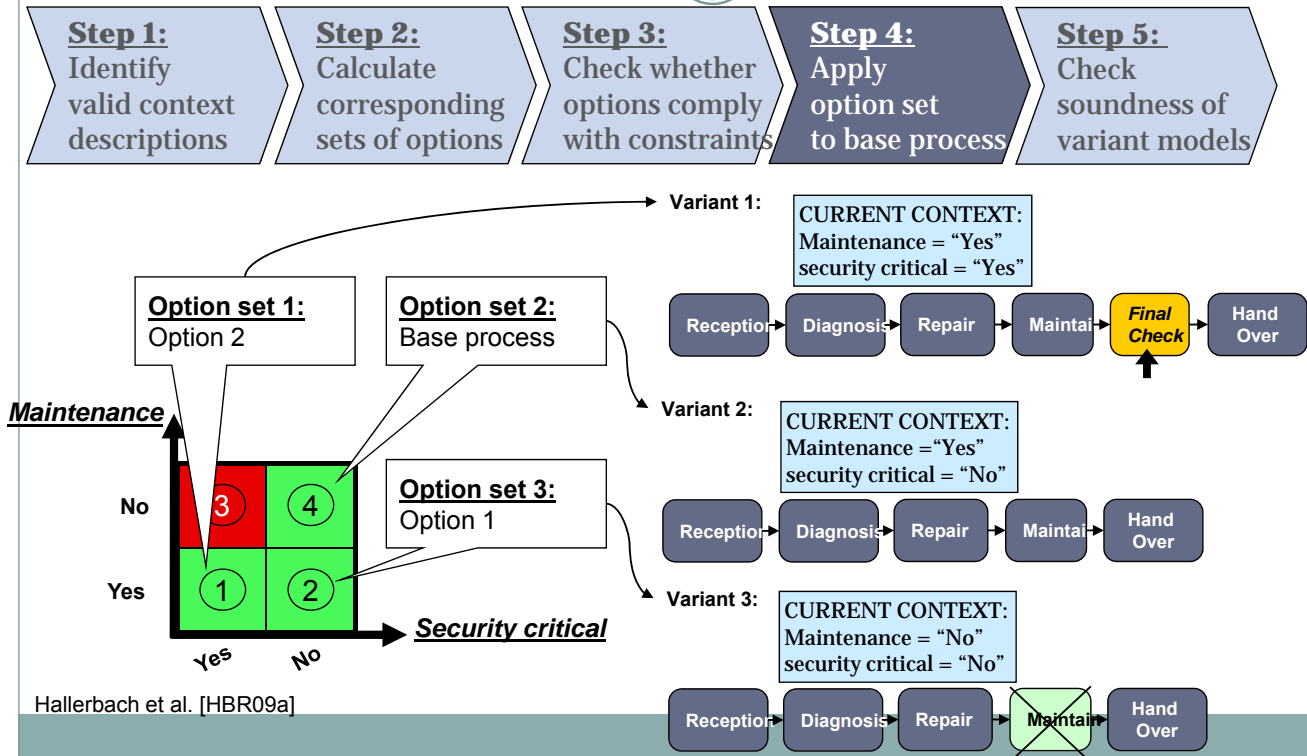 Step 1:
Identify
valid context
descriptions
Step 2:
Calculate
corresponding
sets of options
Step 3:
Check whether
options comply
with constraints
Step 4:
Apply
option set
to base process
Step 5:
Check
soundness of
variant models
Variant 1:
CURRENT CONTEXT:
Maintenance = “Yes”
security critical = “Yes”
Reception
Diagnosis
Repair
Maintain
Final
Check
Hand
Over
Option set 1:
Option 2
Option set 2:
Base process
Option set 3:
Option 1
Maintenance
No
Yes
3
4
1
2
Yes
No
Security critical
Variant 2:
CURRENT CONTEXT:
Maintenance =“Yes”
security critical = “No”
Reception
Diagnosis
Repair
Maintain
Hand
Over
Variant 3:
CURRENT CONTEXT:
Maintenance = “No”
security critical = “No”
Reception
Diagnosis
Repair
Maintain
Hand
Over
Hallerbach et al. [HBR09a]